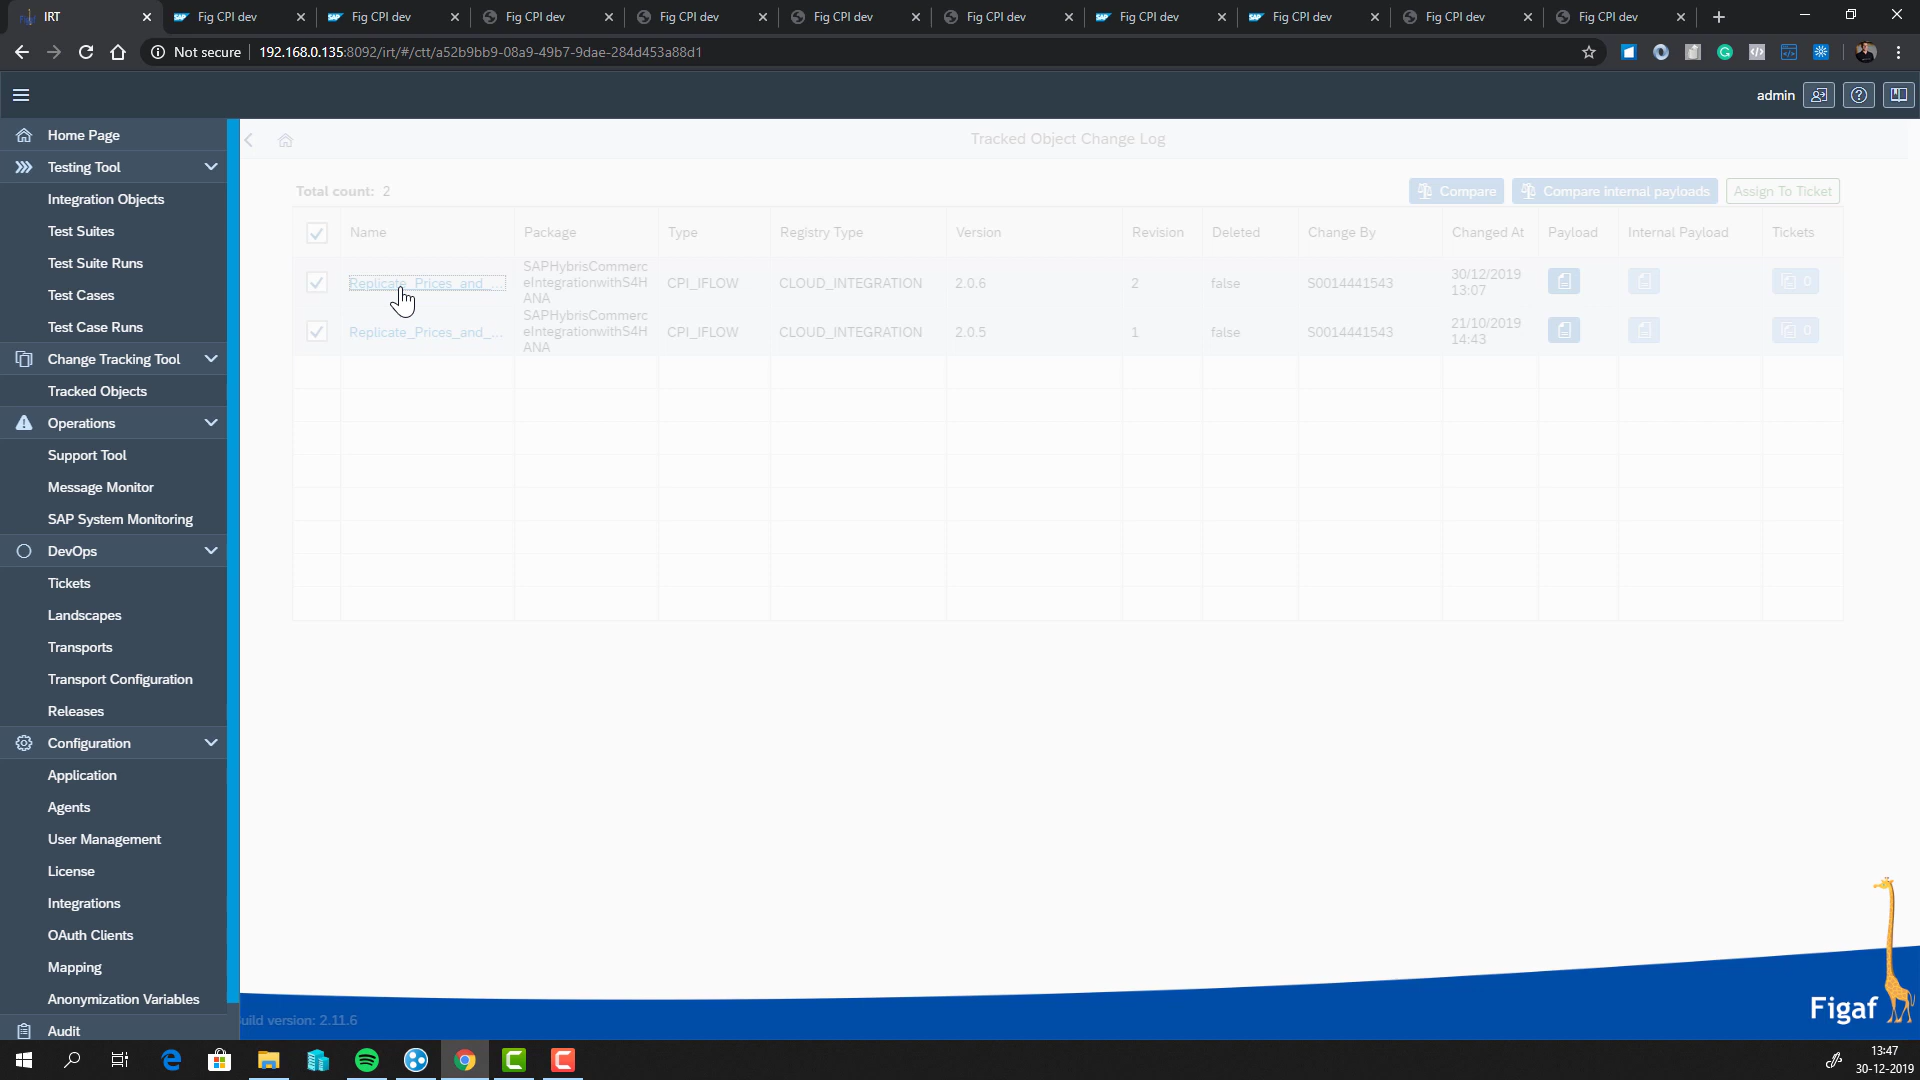 IRT
Fig CPI dev
Fig CPI dev
Fig CPI dev
Fig CPI dev
Fig CPI dev
Fig CPI dev
Fig CPI dev
Fig CPI dev
Fig CPI dev
Fig CPI dev
Not secure
192.168.0.135:8092/irt/#/ctt/a52b9bb9-08a9-49b7-9dae-284d453a88d1
admin
Home Page
Testing Tool
Integration Objects
Test Suites
Test Suite Runs
Test Cases
Test Case Runs
Change Tracking Tool
Tracked Objects
Operations
Support Tool
Message Monitor
SAP System Monitoring
DevOps
Tickets
Landscapes
Transports
Transport Configuration
Releases
Configuration
Application
Agents
User Management
License
Integrations
OAuth Clients
Mapping
Anonymization Variables
Audit
Tracked Object Change Log
Total count: 2
Compare
Compare internal payloads
Assign To Ticket
Name Package Type Registry Type Version Revision Deleted Change By Changed At Payload Internal Payload Tickets
Replicate_Prices_and_...
SAPHybrisCommerc
eIntegrationwithS4H
ANA
CPI_IFLOW CLOUD_INTEGRATION 2.0.6 2 false S0014441543
30/12/2019
13:07
0
Replicate_Prices_and_...
SAPHybrisCommerc
eIntegrationwithS4H
ANA
CPI_IFLOW CLOUD_INTEGRATION 2.0.5 1 false S0014441543
21/10/2019
14:43
0
uild version: 2.11.6
Figaf
13:47
30-12-2019